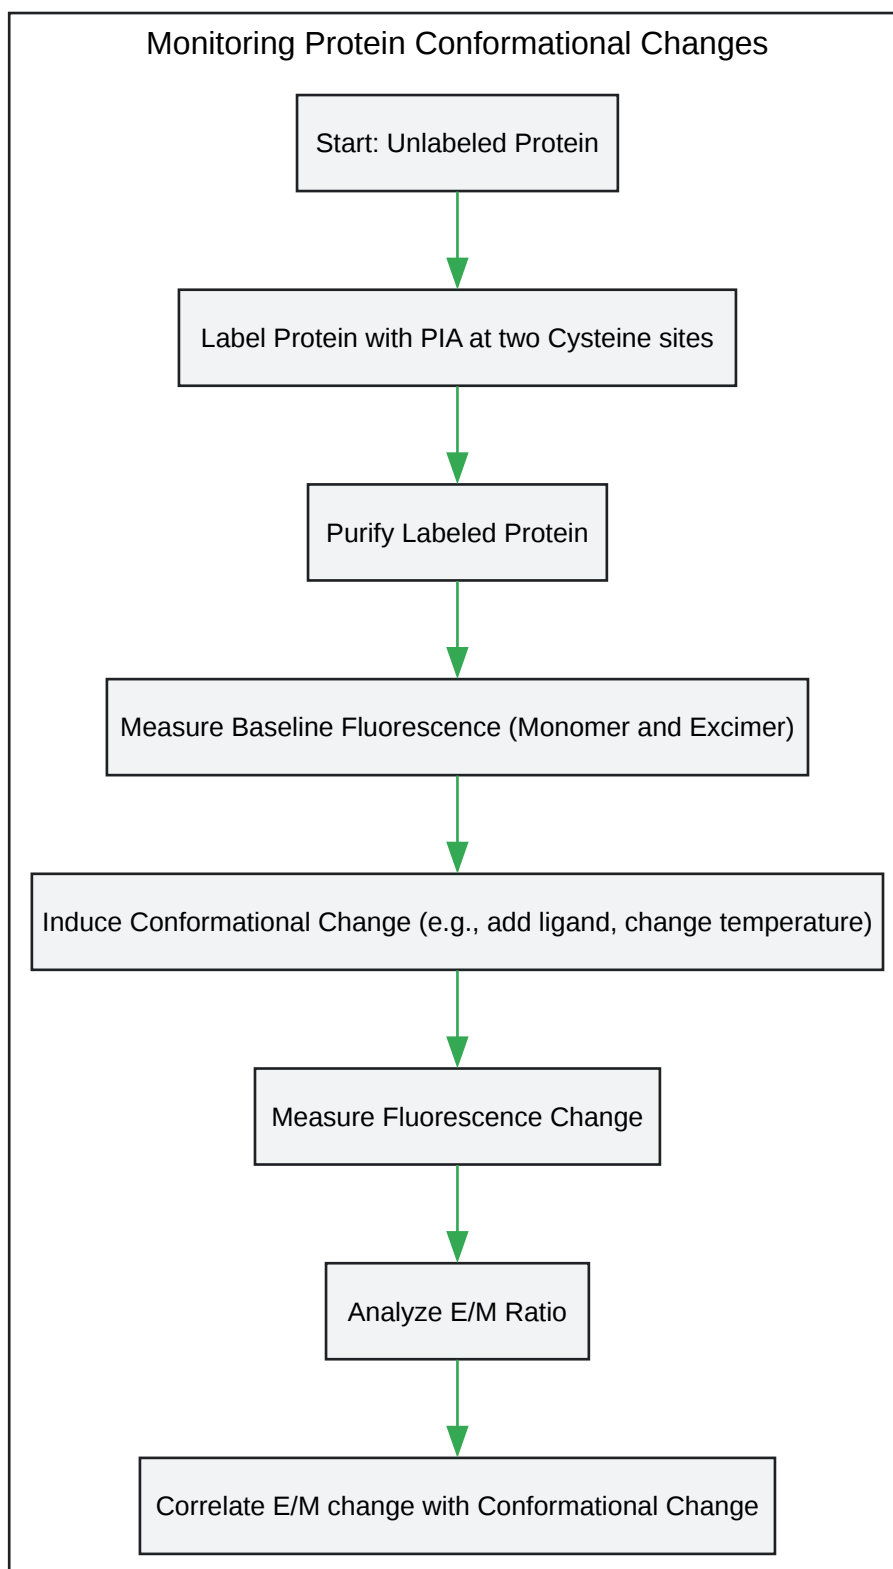 Monitoring Protein Conformational Changes
Start: Unlabeled Protein
Label Protein with PIA at two Cysteine sites
Purify Labeled Protein
Measure Baseline Fluorescence (Monomer and Excimer)
Induce Conformational Change (e.g., add ligand, change temperature)
Measure Fluorescence Change
Analyze E/M Ratio
Correlate E/M change with Conformational Change